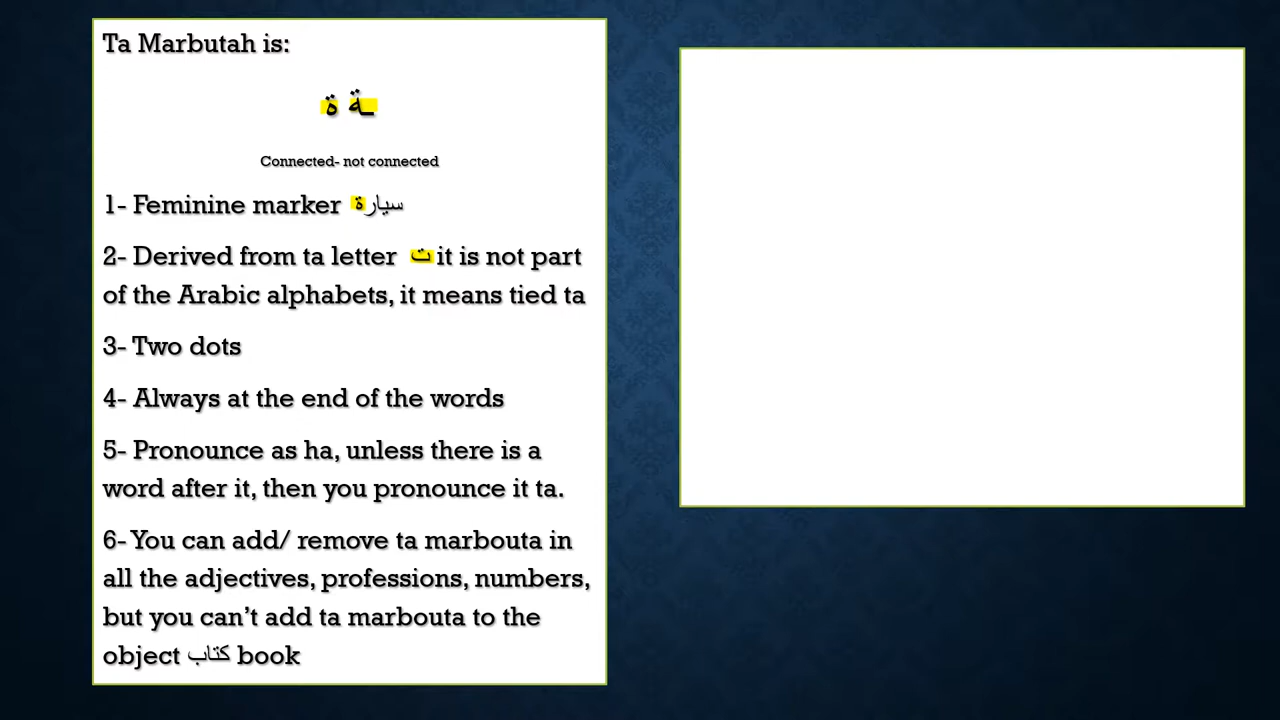 Ta Marbutah is:
ـة ة
Connected- not connected
1- Feminine marker سيارة
2- Derived from ta letter ت it is not part
of the Arabic alphabets, it means tied ta
3- Two dots
4- Always at the end of the words
5- Pronounce as ha, unless there is a
word after it, then you pronounce it ta.
6- You can add/ remove ta marbouta in
all the adjectives, professions, numbers,
but you can’t add ta marbouta to the
object كتاب book